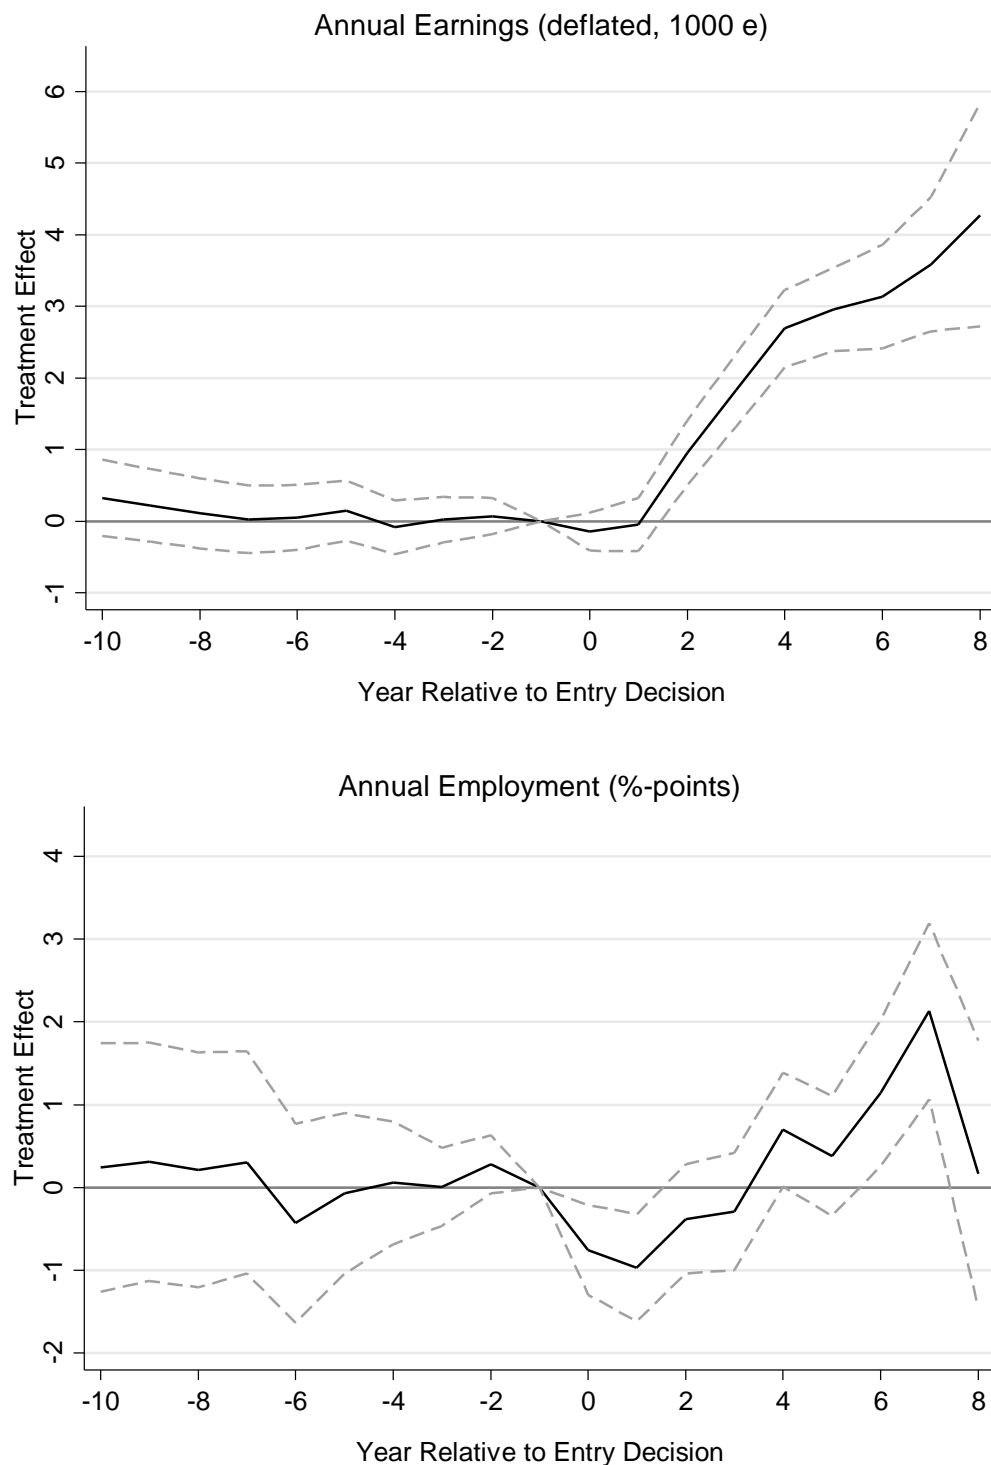 Annual Earnings (deflated, 1000 e)
Treatment Effect
6
5
4
3
2
1
0
-1
-10 -8 -6 -4 -2 0 2 4 6 8
Year Relative to Entry Decision
Annual Employment (%-points)
Treatment Effect
4
3
2
1
0
-1
-2
-10 -8 -6 -4 -2 0 2 4 6 8
Year Relative to Entry Decision